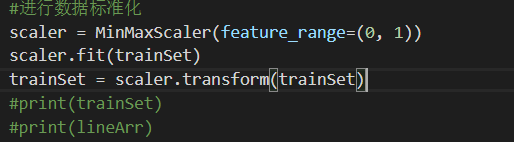 #进行数据标准化
scaler = MinMaxScaler(feature_range=(0, 1))
scaler.fit(trainSet)
trainSet = scaler.transform(trainSet)
#print(trainSet)
#print(lineArr)